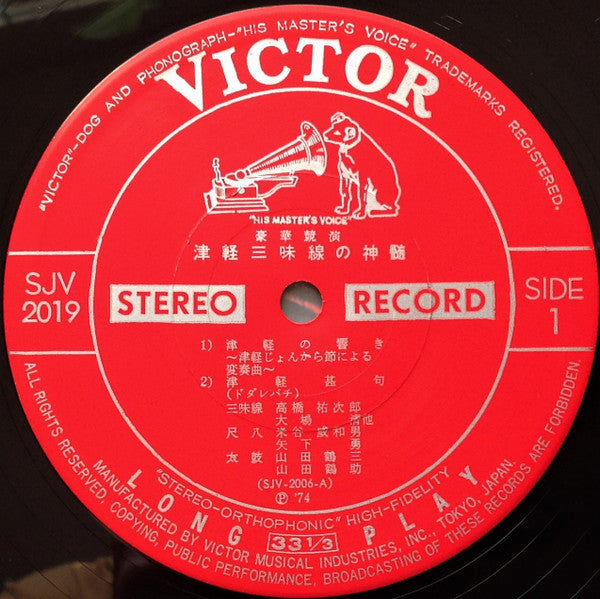 "VICTOR"–DOG AND PHONOGRAPH–"HIS MASTER'S VOICE" TRADEMARKS REGISTERED.
VICTOR
"HIS MASTER'S VOICE"
豪華競演
津軽三味線の神髄
SJV
2019
STEREO
RECORD
SIDE
1
1) 津軽の響き
〜津軽じょんから節による
変奏曲〜
2) 津軽甚句
(ドダレバチ)
三味線 高橋祐次郎
大場 清他
尺八 米谷威和男
矢下 勇
太鼓 山田鶴三
山田鶴助
(SJV-2006-A)
Ⓟ '74
"STEREO-ORTHOPHONIC" HIGH-FIDELITY
LONG 33 1/3 PLAY
MANUFACTURED BY VICTOR MUSICAL INDUSTRIES, INC., TOKYO, JAPAN.
ALL RIGHTS RESERVED, COPYING, PUBLIC PERFORMANCE, BROADCASTING OF THESE RECORDS ARE FORBIDDEN.